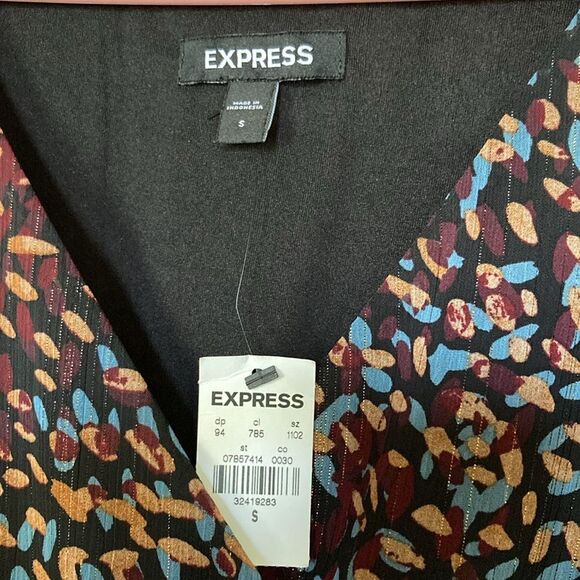 EXPRESS
MADE IN
INDONESIA
S
EXPRESS
dp cl sz
94 785 1102
st co
07857414 0030
32419283
S